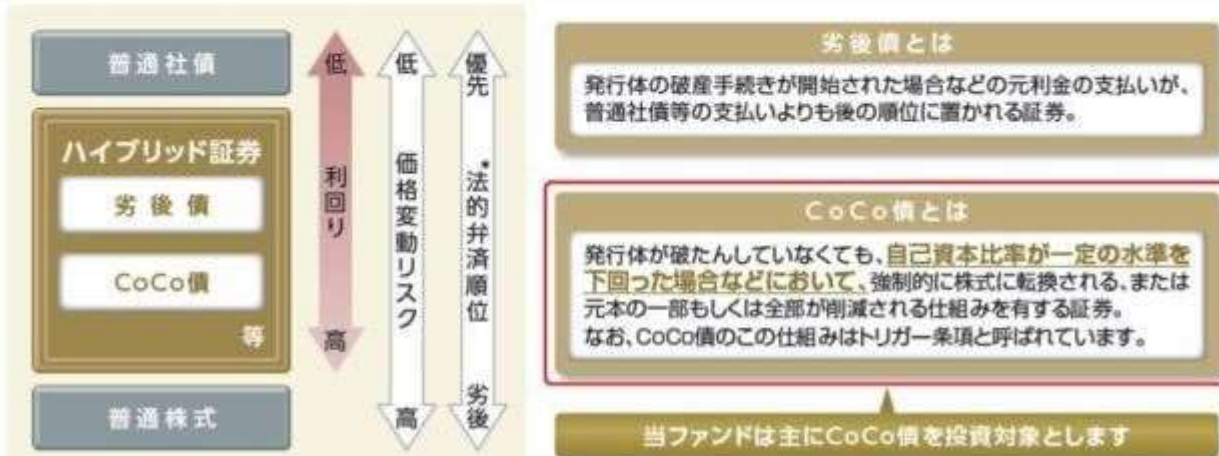 普通社債
ハイブリッド証券
劣後債
CoCo債
等
普通株式
低
利回り
高
低
価格変動リスク
高
優先
*法的弁済順位
劣後
劣後債とは
発行体の破産手続きが開始された場合などの元利金の支払いが、
普通社債等の支払いよりも後の順位に置かれる証券。
CoCo債とは
発行体が破たんしていなくても、自己資本比率が一定の水準を
下回った場合などにおいて、強制的に株式に転換される、または
元本の一部もしくは全部が削減される仕組みを有する証券。
なお、CoCo債のこの仕組みはトリガー条項と呼ばれています。
当ファンドは主にCoCo債を投資対象とします